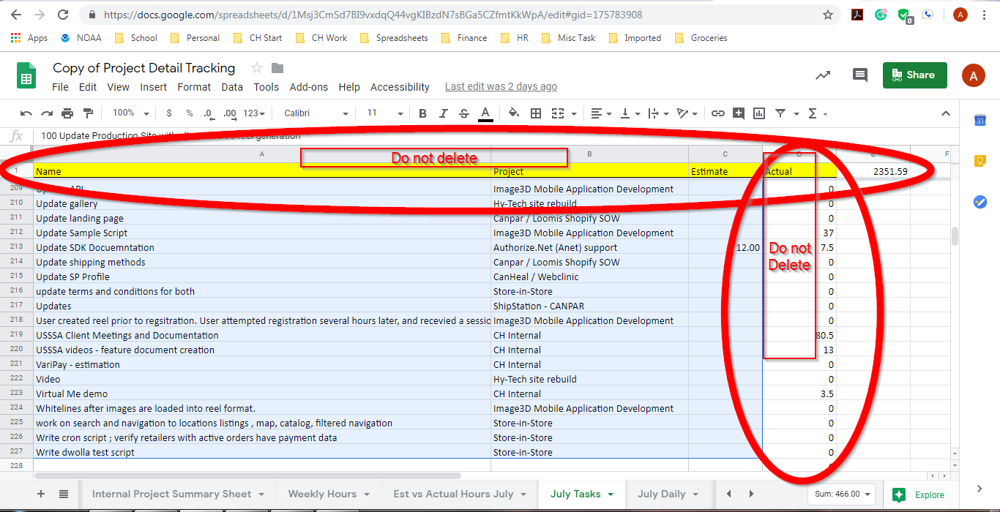 https://docs.google.com/spreadsheets/d/1Msj3CmSd7BI9vxdqQ44vgKIBzdN7sBGa5CZfmtKkWpA/edit#gid=175783908
A
0
Apps NOAA School Personal CH Start CH Work Spreadsheets Finance HR Misc Task Imported Groceries
Copy of Project Detail Tracking
Share
A
File Edit View Insert Format Data Tools Add-ons Help Accessibility Last edit was 2 days ago
100% $ % .0 .00 123 Calibri 11 B I S A
31
fx 100 Update Production Site with
A B C D E F
Do not delete
1 Name Project Estimate Actual 2351.59
209 Update API Image3D Mobile Application Development 0
210 Update gallery Hy-Tech site rebuild 0
211 Update landing page Canpar / Loomis Shopify SOW 0
212 Update Sample Script Image3D Mobile Application Development 37
213 Update SDK Docuemntation Authorize.Net (Anet) support 12.00 7.5
Do not
Delete
214 Update shipping methods Canpar / Loomis Shopify SOW 0
215 Update SP Profile CanHeal / Webclinic 0
216 update terms and conditions for both Store-in-Store 0
217 Updates ShipStation - CANPAR 0
218 User created reel prior to regsitration. User attempted registration several hours later, and recevied a sessio Image3D Mobile Application Development 0
219 USSSA Client Meetings and Documentation CH Internal 80.5
220 USSSA videos - feature document creation CH Internal 13
221 VariPay - estimation CH Internal 0
222 Video Hy-Tech site rebuild 0
223 Virtual Me demo CH Internal 3.5
224 Whitelines after images are loaded into reel format. Image3D Mobile Application Development 0
225 work on search and navigation to locations listings , map, catalog, filtered navigation Store-in-Store 0
226 Write cron script ; verify retailers with active orders have payment data Store-in-Store 0
227 Write dwolla test script Store-in-Store 0
228
Internal Project Summary Sheet Weekly Hours Est vs Actual Hours July July Tasks July Daily Sum: 466.00 Explore